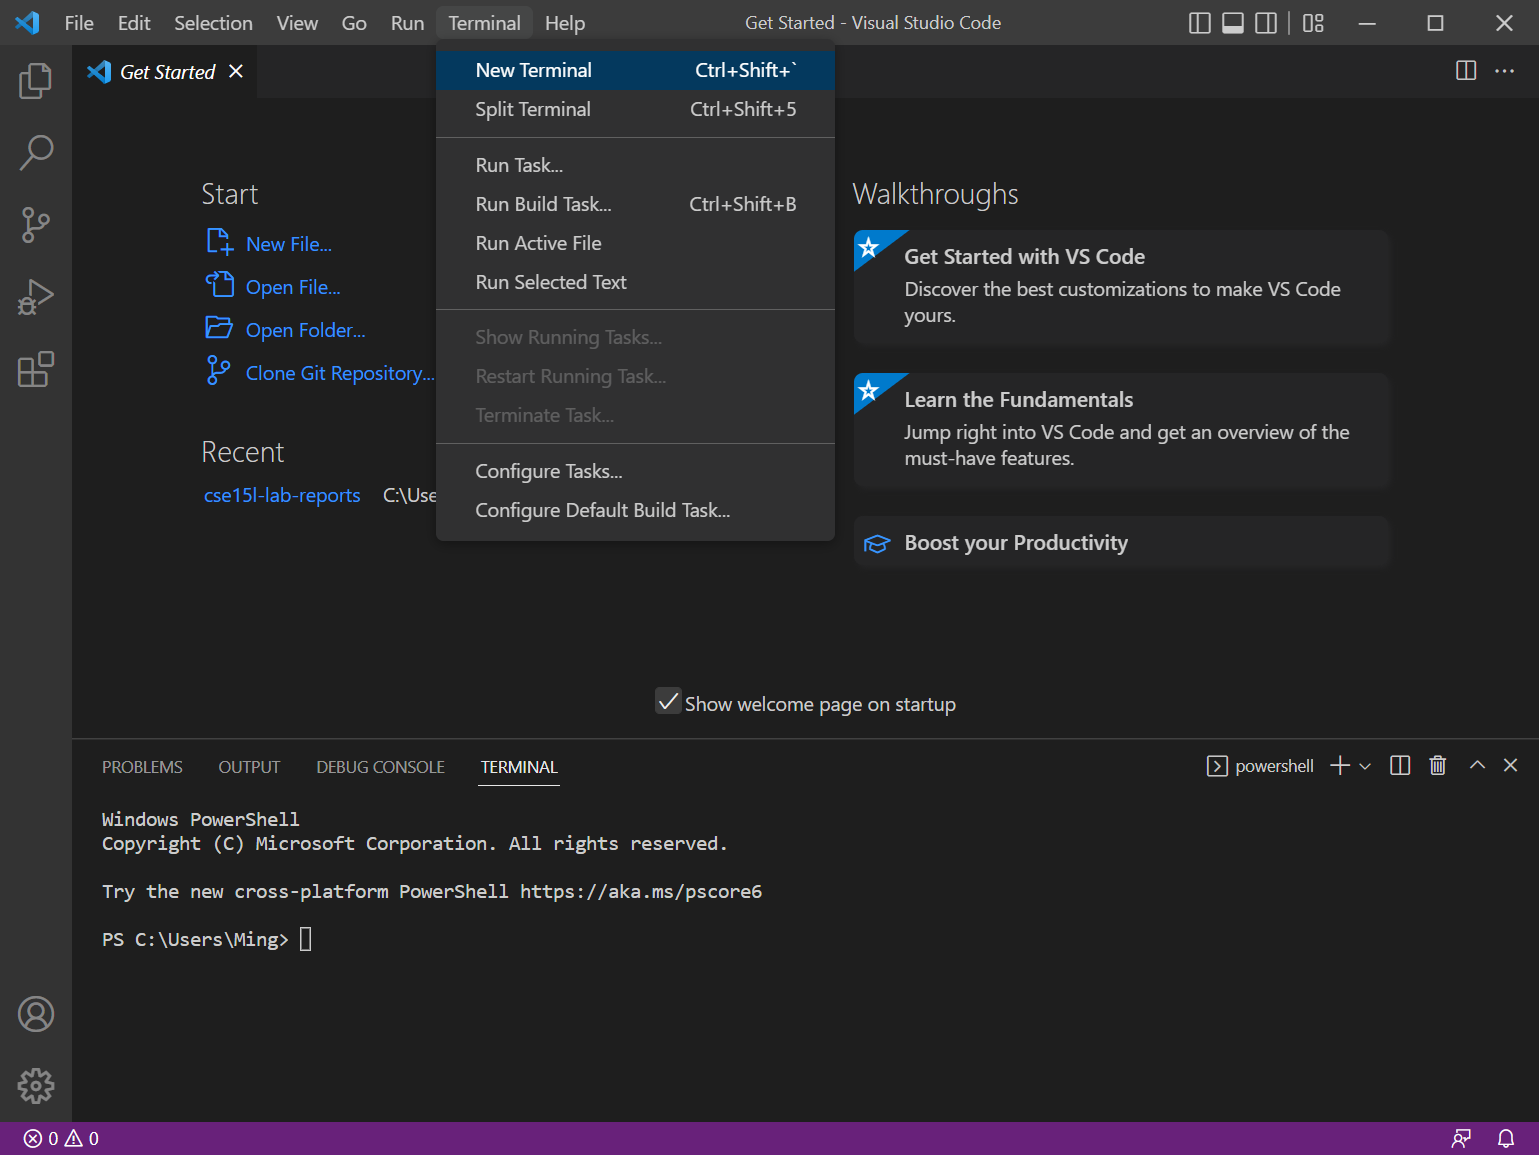 File Edit Selection View Go Run Terminal Help Get Started - Visual Studio Code
Get Started
New Terminal Ctrl+Shift+`
Split Terminal Ctrl+Shift+5
Run Task...
Run Build Task... Ctrl+Shift+B
Run Active File
Run Selected Text
Show Running Tasks...
Restart Running Task...
Terminate Task...
Configure Tasks...
Configure Default Build Task...
Start
New File...
Open File...
Open Folder...
Clone Git Repository...
Recent
cse15l-lab-reports C:\Use
Walkthroughs
Get Started with VS Code
Discover the best customizations to make VS Code
yours.
Learn the Fundamentals
Jump right into VS Code and get an overview of the
must-have features.
Boost your Productivity
Show welcome page on startup
PROBLEMS OUTPUT DEBUG CONSOLE TERMINAL powershell
Windows PowerShell
Copyright (C) Microsoft Corporation. All rights reserved.
Try the new cross-platform PowerShell https://aka.ms/pscore6
PS C:\Users\Ming>
0 0